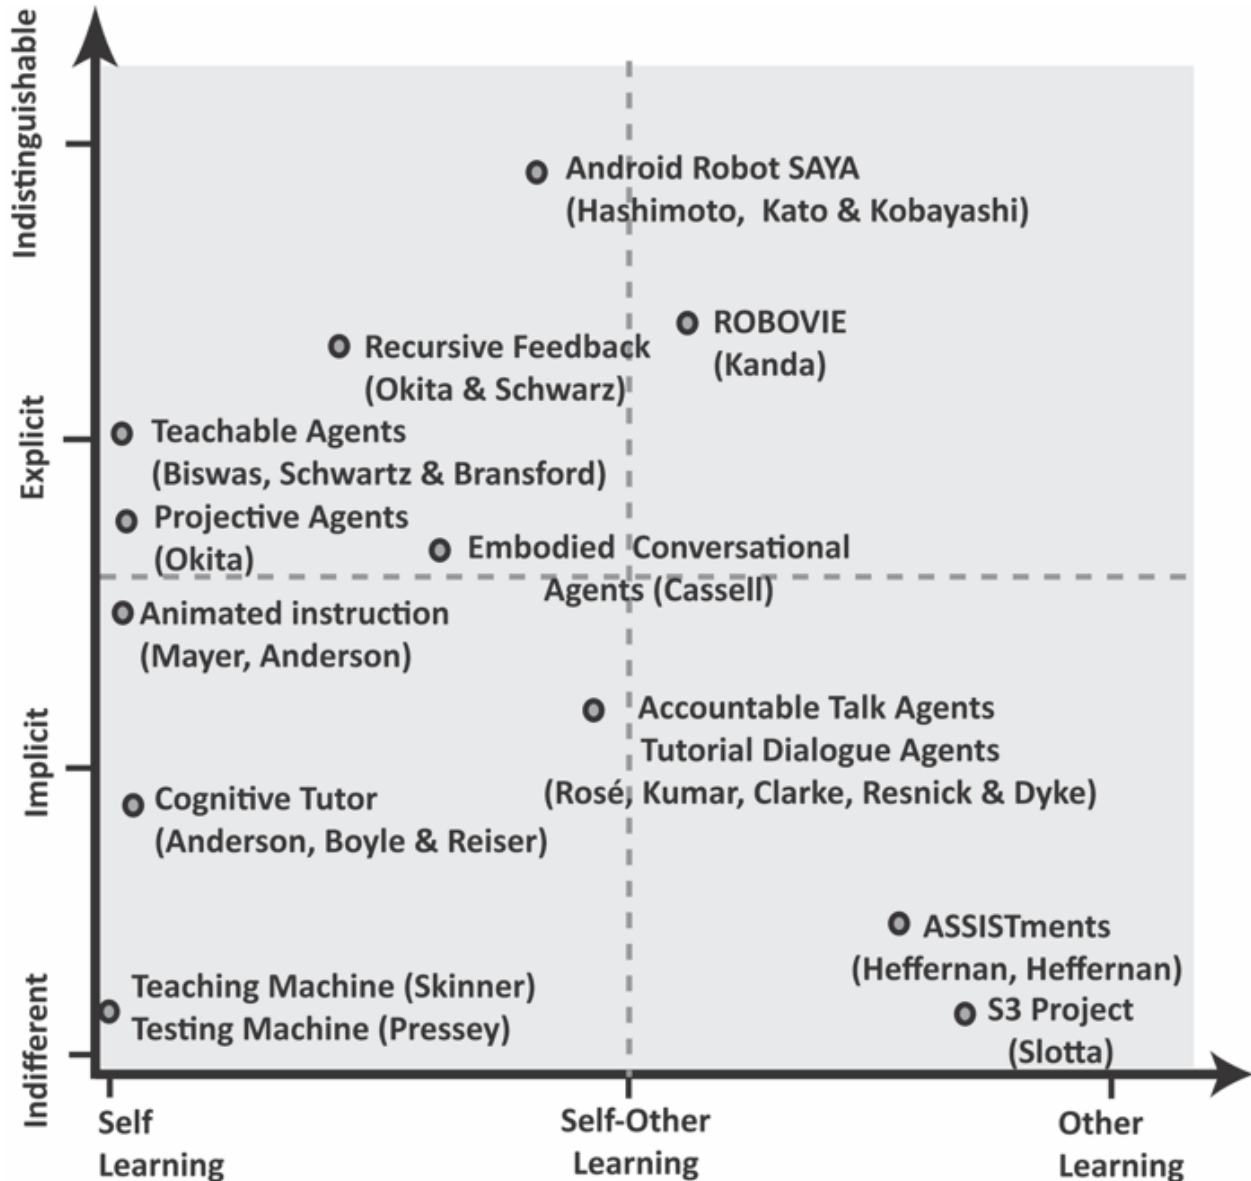 Indistinguishable
Android Robot SAYA
(Hashimoto, Kato & Kobayashi)
ROBOVIE
(Kanda)
Recursive Feedback
(Okita & Schwarz)
Explicit
Teachable Agents
(Biswas, Schwartz & Bransford)
Projective Agents
(Okita)
Embodied Conversational
Agents (Cassell)
Animated instruction
(Mayer, Anderson)
Implicit
Accountable Talk Agents
Tutorial Dialogue Agents
(Rosé, Kumar, Clarke, Resnick & Dyke)
Cognitive Tutor
(Anderson, Boyle & Reiser)
ASSISTments
(Heffernan, Heffernan)
Indifferent
Teaching Machine (Skinner)
Testing Machine (Pressey)
S3 Project
(Slotta)
Self
Learning
Self-Other
Learning
Other
Learning